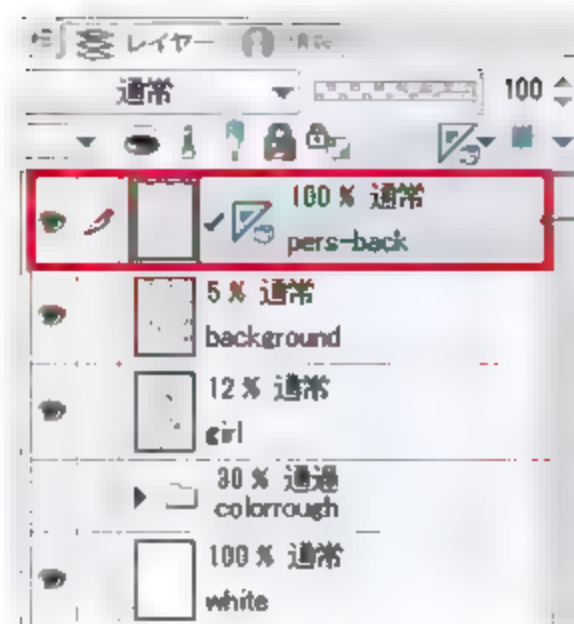 レイヤー
通常 100
100 % 通常
pers-back
5 % 通常
background
12 % 通常
girl
30 % 通過
colorrough
100 % 通常
white